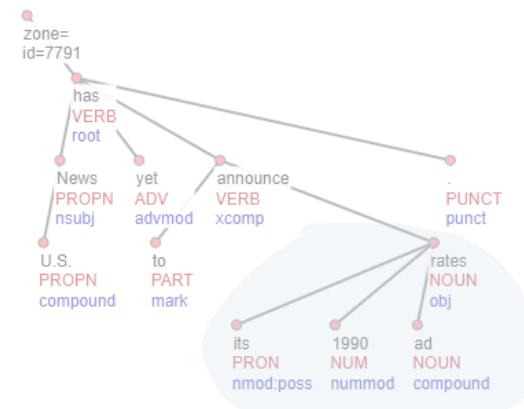 zone=
id=7791
has
VERB
root
News yet announce .
PROPN ADV VERB PUNCT
nsubj advmod xcomp punct
U.S. to rates
PROPN PART NOUN
compound mark obj
its 1990 ad
PRON NUM NOUN
nmod:poss nummod compound